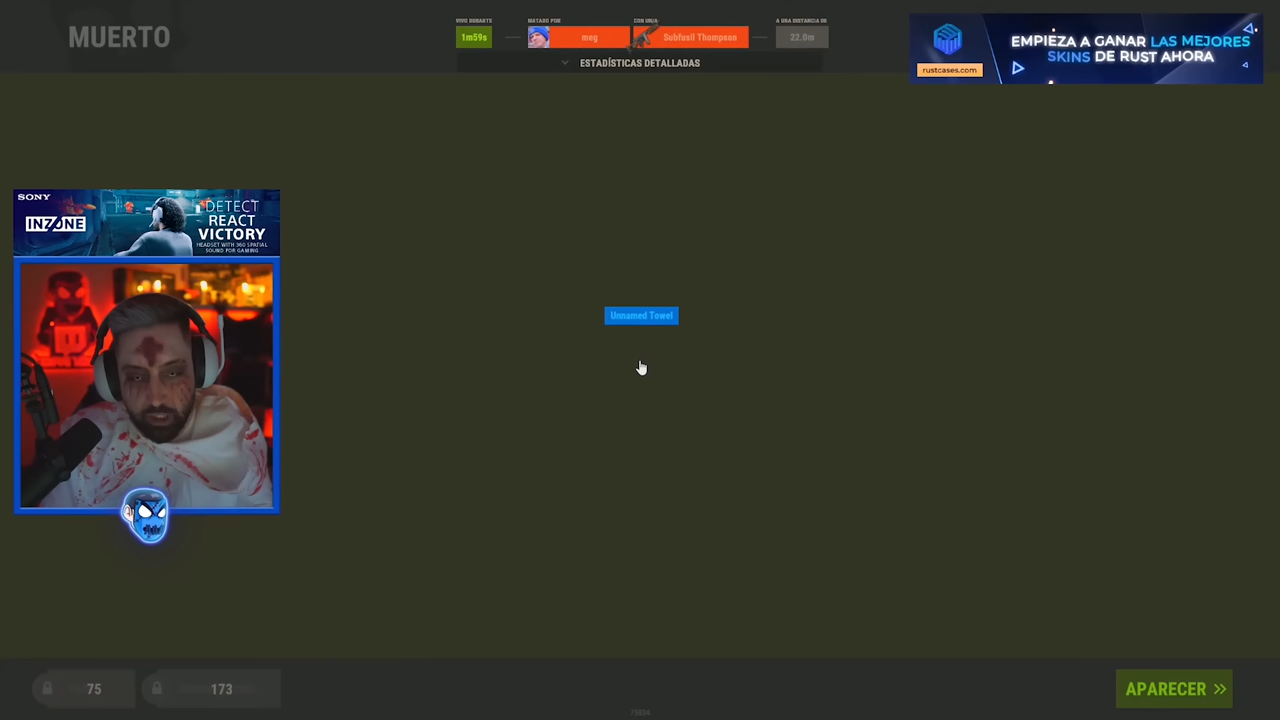 MUERTO
VIVO DURANTE
1m59s
MATADO POR
meg
CON UN/A
Subfusil Thompson
A UNA DISTANCIA DE
22.0m
ESTADÍSTICAS DETALLADAS
EMPIEZA A GANAR LAS MEJORES
SKINS DE RUST AHORA
rustcases.com
SONY
INZONE
DETECT
REACT
VICTORY
HEADSET WITH 360 SPATIAL
SOUND FOR GAMING
Unnamed Towel
75
173
APARECER